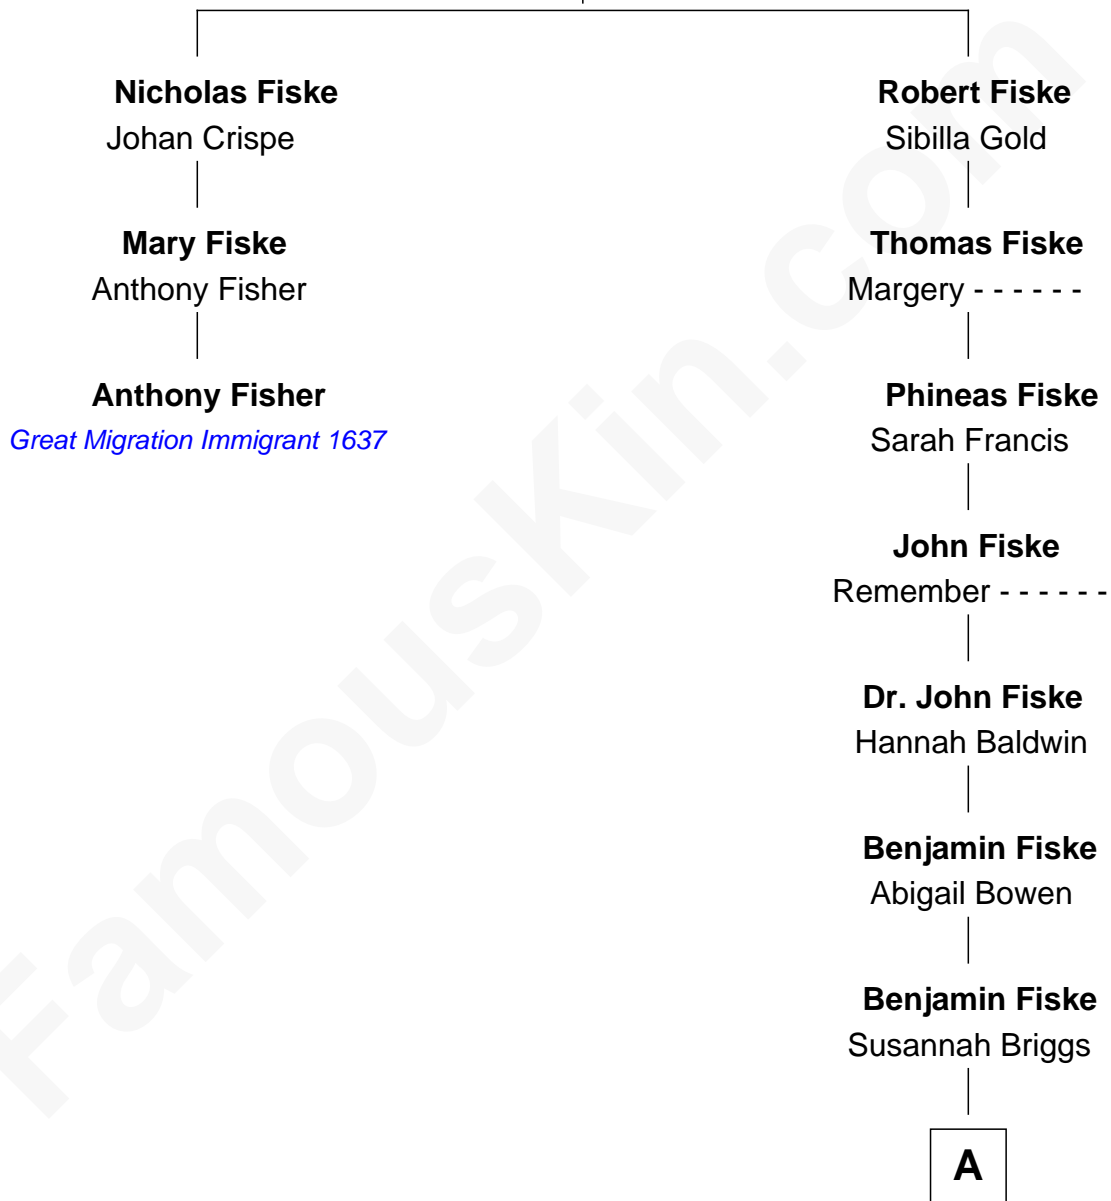 Nicholas Fiske
Johan Crispe
Mary Fiske
Anthony Fisher
Anthony Fisher
Great Migration Immigrant 1637
Robert Fiske
Sibilla Gold
Thomas Fiske
Margery - - - - - -
Phineas Fiske
Sarah Francis
John Fiske
Remember - - - - - -
Dr. John Fiske
Hannah Baldwin
Benjamin Fiske
Abigail Bowen
Benjamin Fiske
Susannah Briggs
A
FamousKin.com